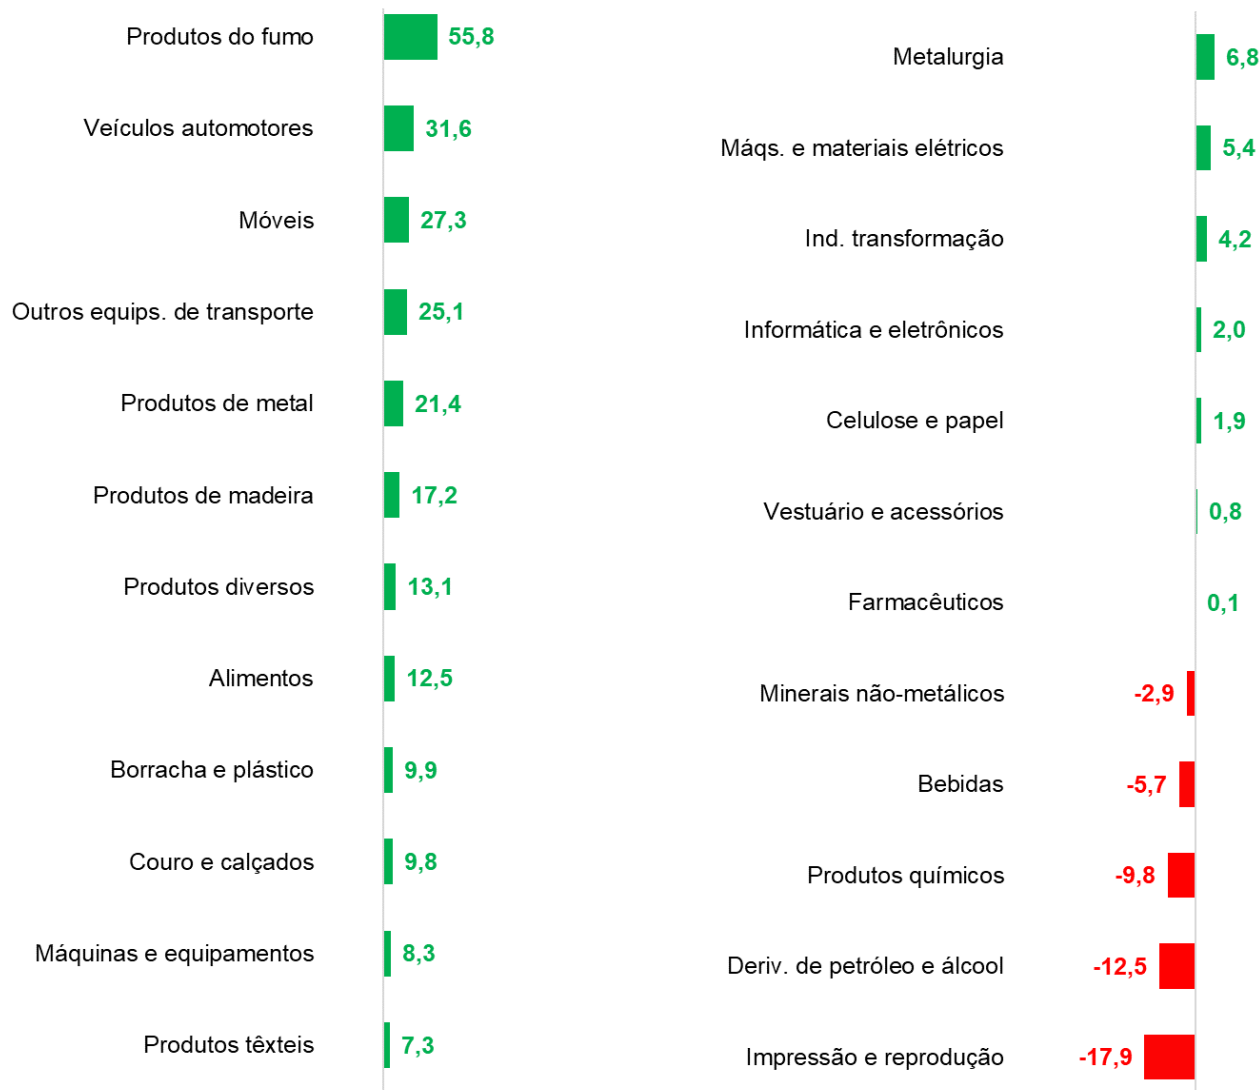 Produtos do fumo 55,8
Veículos automotores 31,6
Móveis 27,3
Outros equips. de transporte 25,1
Produtos de metal 21,4
Produtos de madeira 17,2
Produtos diversos 13,1
Alimentos 12,5
Borracha e plástico 9,9
Couro e calçados 9,8
Máquinas e equipamentos 8,3
Produtos têxteis 7,3
Metalurgia 6,8
Máqs. e materiais elétricos 5,4
Ind. transformação 4,2
Informática e eletrônicos 2,0
Celulose e papel 1,9
Vestuário e acessórios 0,8
Farmacêuticos 0,1
Minerais não-metálicos -2,9
Bebidas -5,7
Produtos químicos -9,8
Deriv. de petróleo e álcool -12,5
Impressão e reprodução -17,9